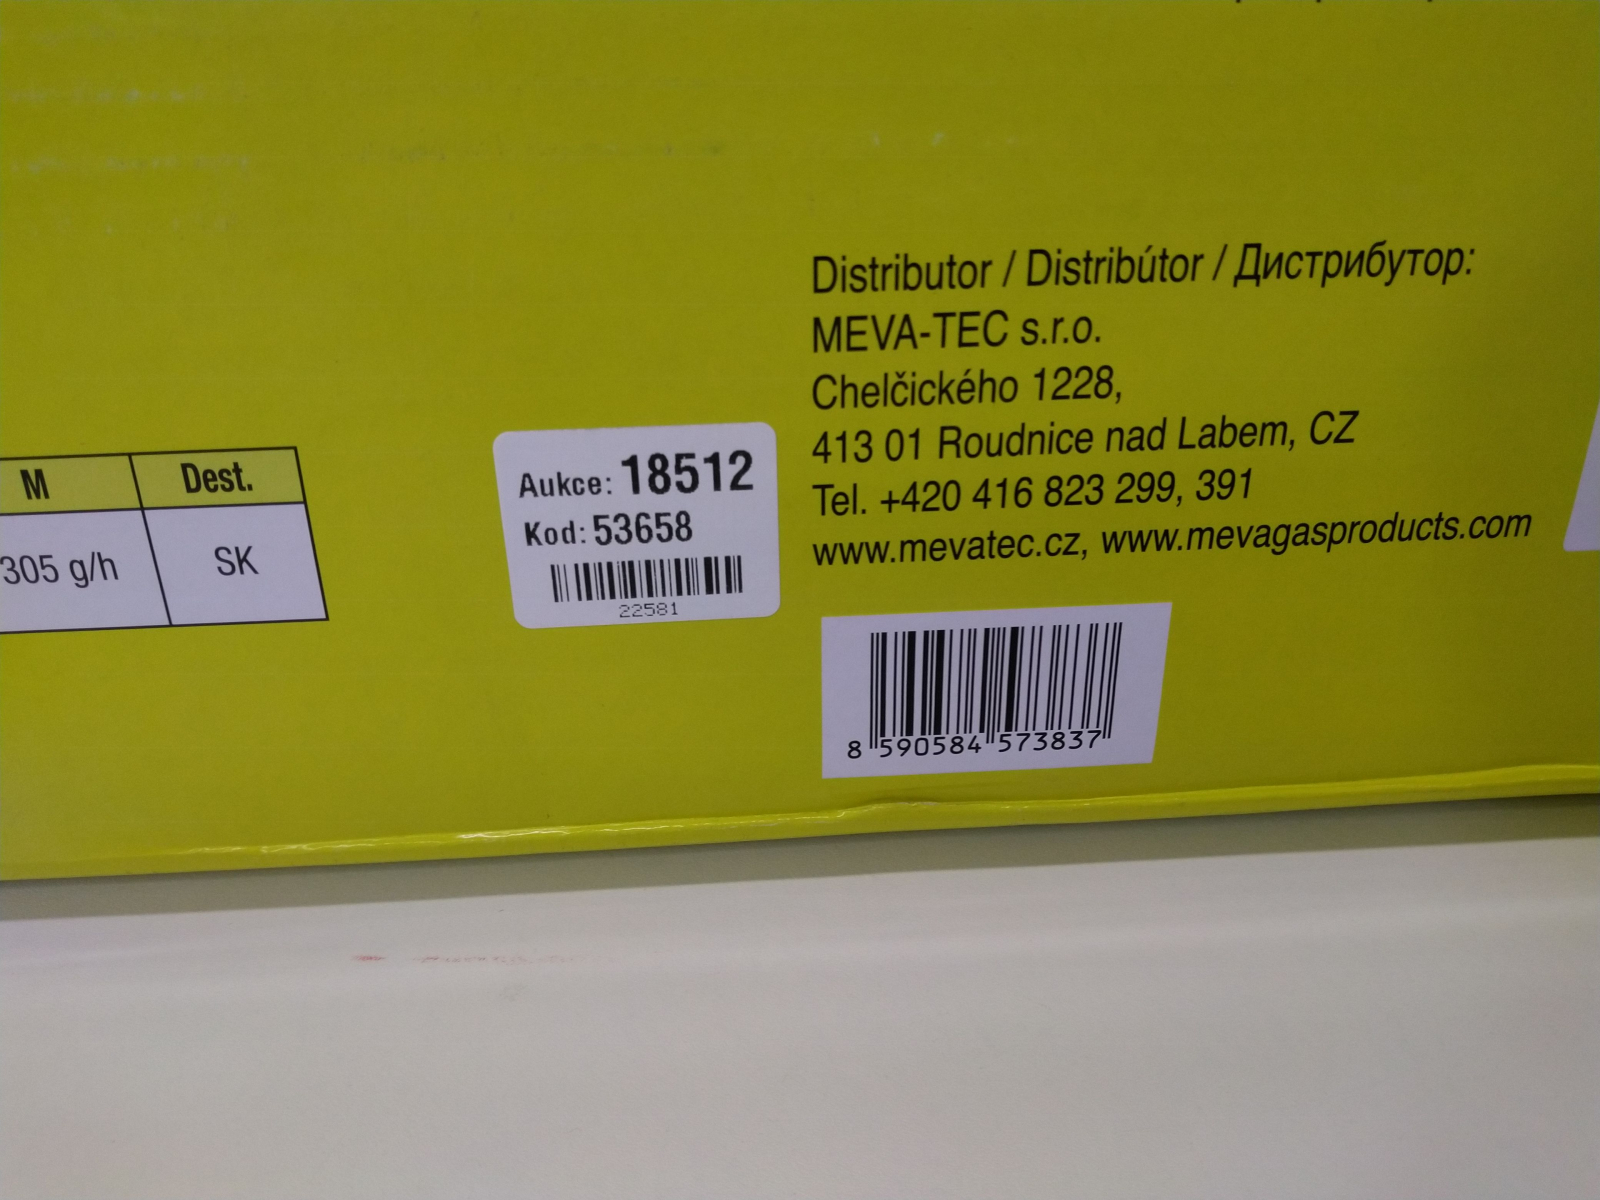 M Dest.
305 g/h SK
Aukce: 18512
Kod: 53658
22581
Distributor / Distribútor / Дистрибутор:
MEVA-TEC s.r.o.
Chelčického 1228,
413 01 Roudnice nad Labem, CZ
Tel. +420 416 823 299, 391
www.mevatec.cz, www.mevagasproducts.com
8 590584 573837